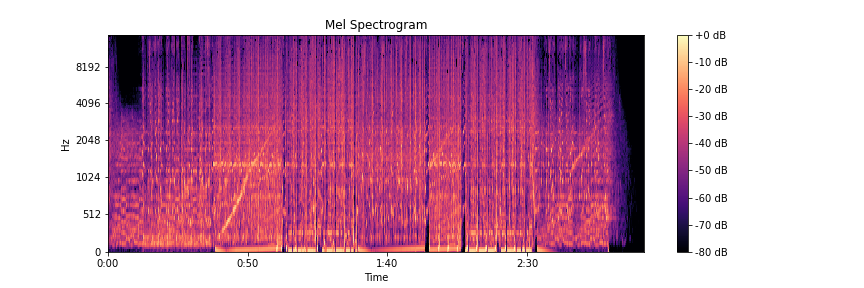 Mel Spectrogram
Hz
8192
4096
2048
1024
512
0
0:00
0:50
1:40
2:30
Time
+0 dB
-10 dB
-20 dB
-30 dB
-40 dB
-50 dB
-60 dB
-70 dB
-80 dB